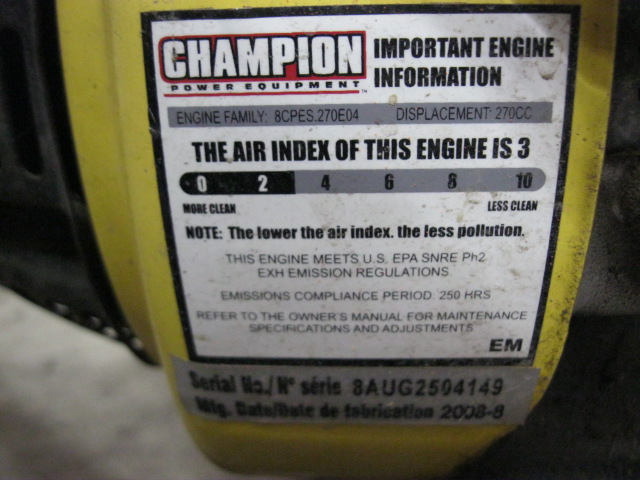 CHAMPION
POWER EQUIPMENT
IMPORTANT ENGINE
INFORMATION
ENGINE FAMILY: 8CPES.270E04 DISPLACEMENT: 270CC
THE AIR INDEX OF THIS ENGINE IS 3
0 2 4 6 8 10
MORE CLEAN LESS CLEAN
NOTE: The lower the air index, the less pollution.
THIS ENGINE MEETS U.S. EPA SNRE Ph2
EXH EMISSION REGULATIONS.
EMISSIONS COMPLIANCE PERIOD: 250 HRS
REFER TO THE OWNER'S MANUAL FOR MAINTENANCE
SPECIFICATIONS AND ADJUSTMENTS
EM
Serial No./ N° série 8AUG2504149
Mfg. Date/Date de fabrication 2008-8